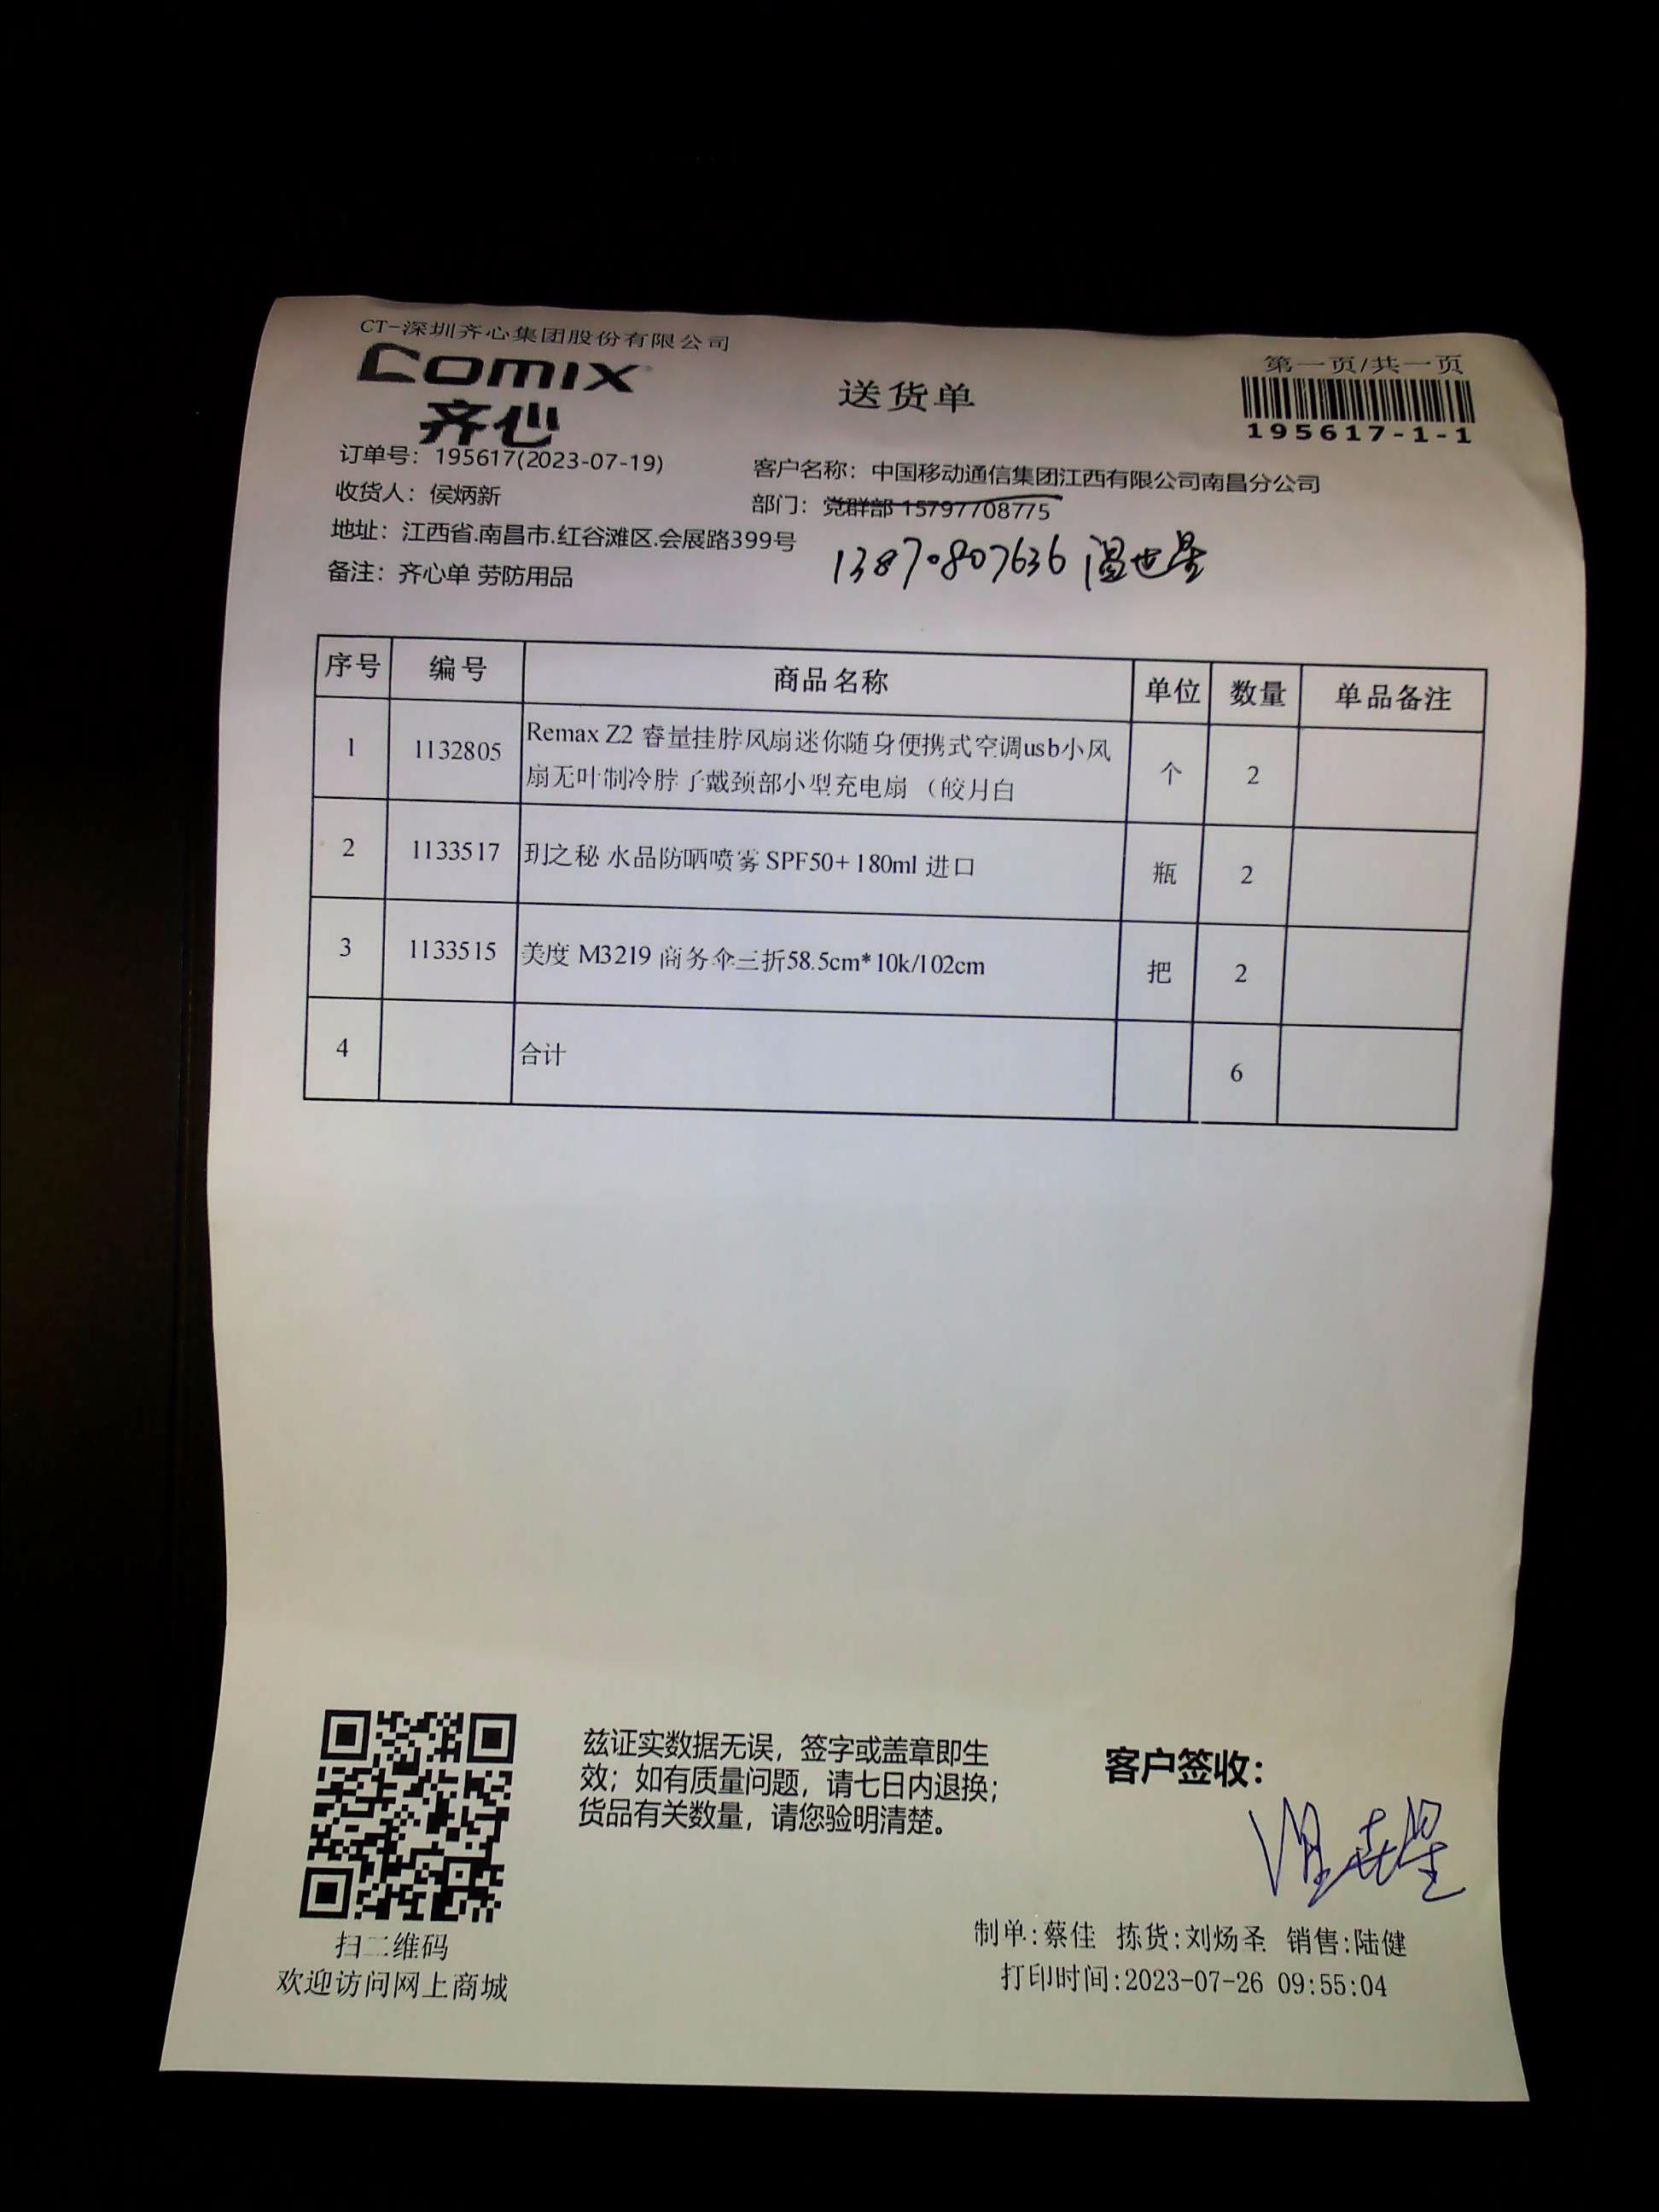 CT-深圳齐心集团股份有限公司
COMIX
齐心
送货单
第一页/共一页
195617-1-1
订单号：195617(2023-07-19)
客户名称：中国移动通信集团江西有限公司南昌分公司
收货人：侯炳新
部门：党群部 15797708775
地址：江西省.南昌市.红谷滩区.会展路399号
13870807636 温世星
备注：齐心单 劳防用品
序号 编号 商品名称 单位 数量 单品备注
1 1132805 Remax Z2 睿量挂脖风扇迷你随身便携式空调usb小风
扇无叶制冷脖子戴颈部小型充电扇 （皎月白 个 2
2 1133517 玥之秘 水晶防晒喷雾 SPF50+ 180ml 进口 瓶 2
3 1133515 美度 M3219 商务伞三折58.5cm*10k/102cm 把 2
4 合计 6
兹证实数据无误，签字或盖章即生
效；如有质量问题，请七日内退换；
货品有关数量，请您验明清楚。
客户签收：
温世星
扫二维码
欢迎访问网上商城
制单:蔡佳 拣货:刘炀圣 销售:陆健
打印时间:2023-07-26 09:55:04